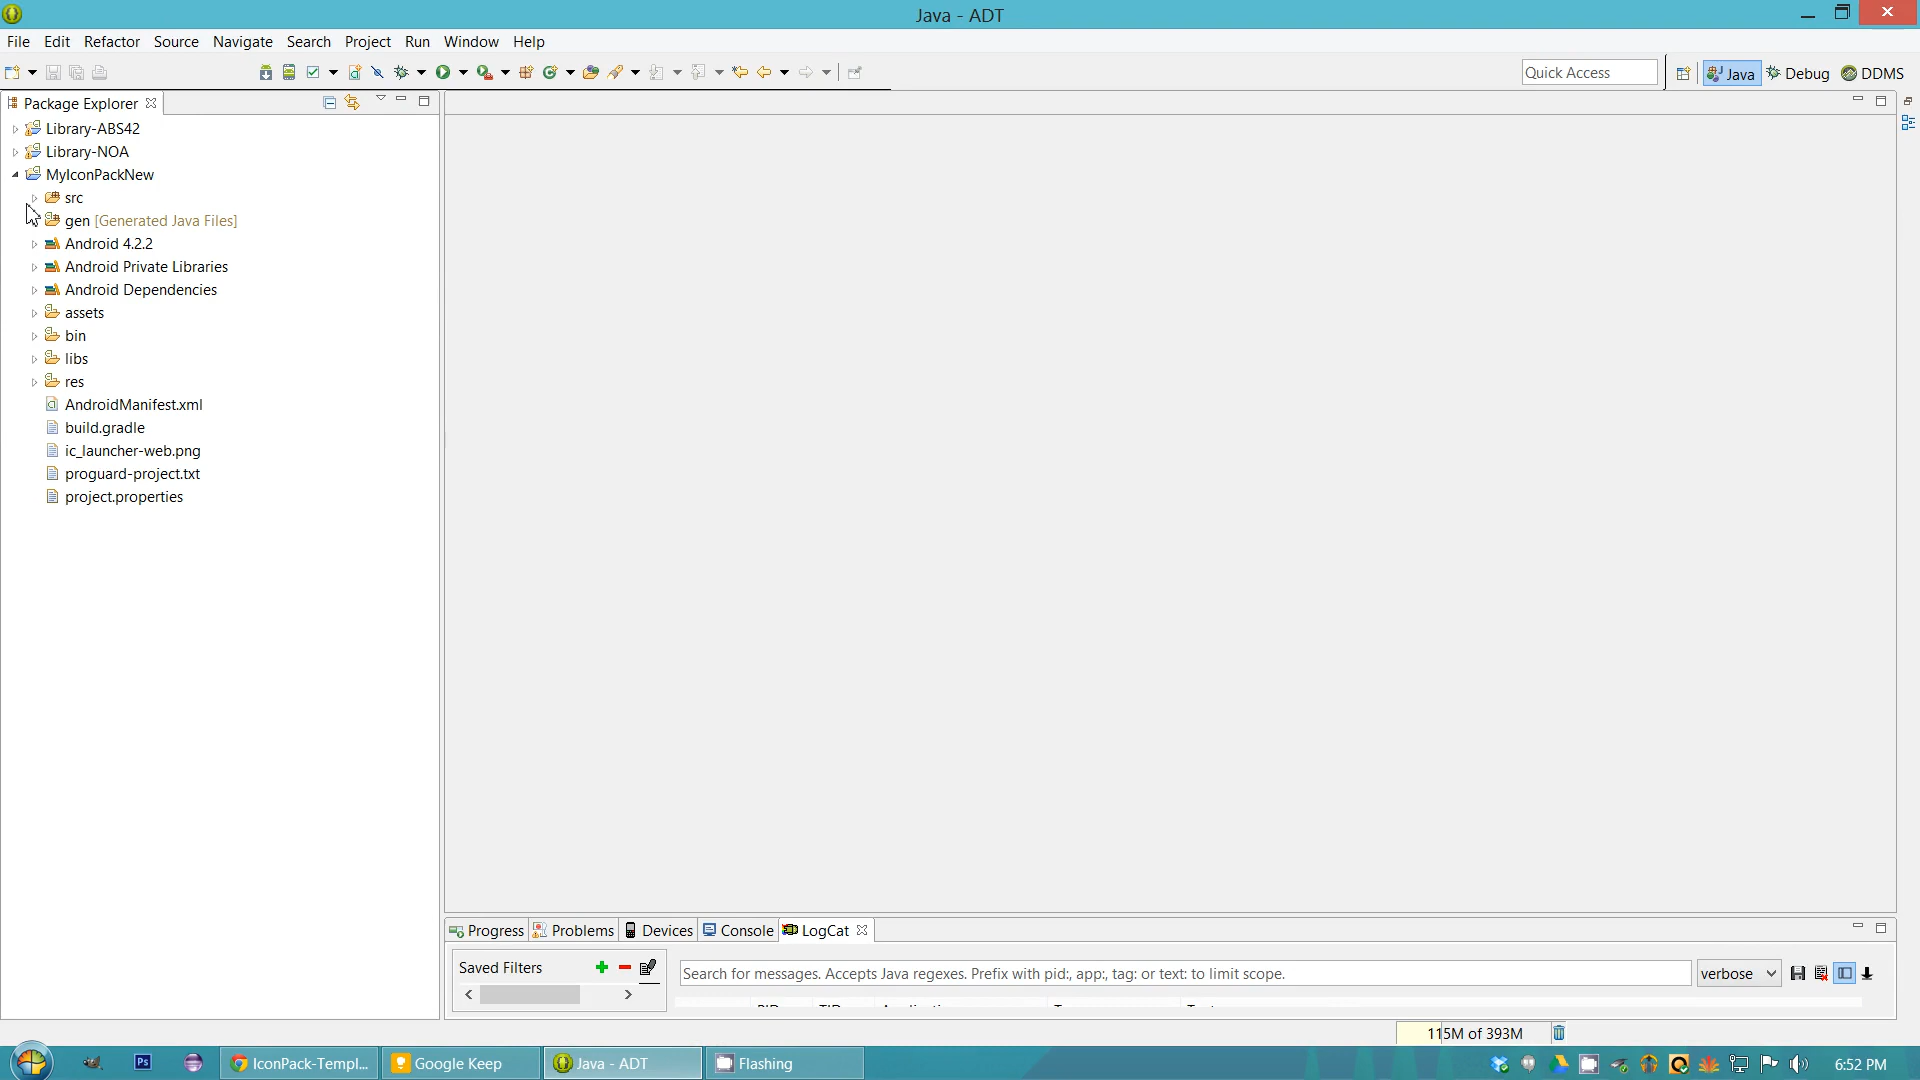 Java - ADT
File Edit Refactor Source Navigate Search Project Run Window Help
Quick Access
Java Debug DDMS
Package Explorer
Library-ABS42
Library-NOA
MyIconPackNew
src
gen [Generated Java Files]
Android 4.2.2
Android Private Libraries
Android Dependencies
assets
bin
libs
res
AndroidManifest.xml
build.gradle
ic_launcher-web.png
proguard-project.txt
project.properties
Progress Problems Devices Console LogCat
Saved Filters
Search for messages. Accepts Java regexes. Prefix with pid:, app:, tag: or text: to limit scope.
verbose
115M of 393M
Ps
IconPack-Templ...
Google Keep
Java - ADT
Flashing
6:52 PM